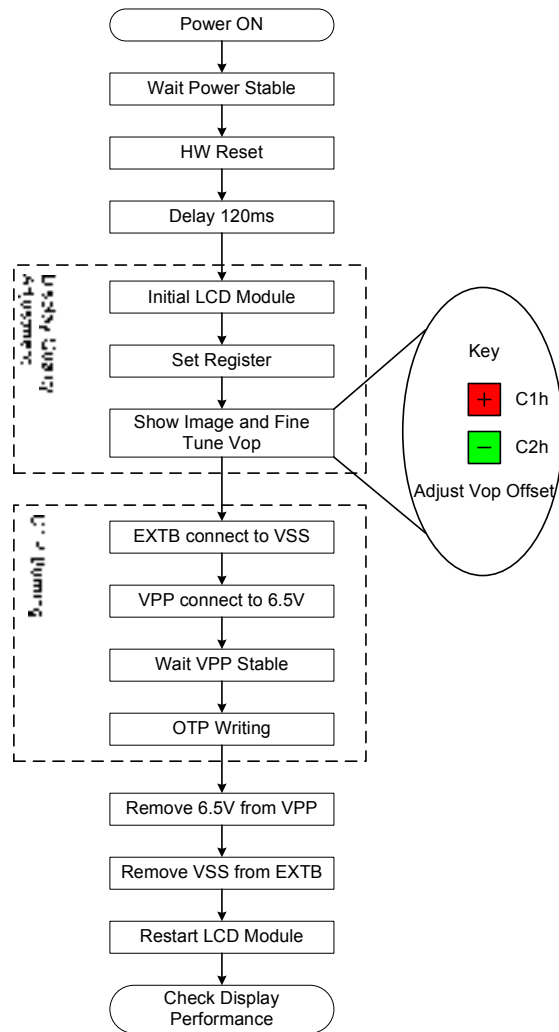 Power ON
Wait Power Stable
HW Reset
Delay 120ms
Initial LCD Module
Set Register
Show Image and Fine
Tune Vop
Key
+ C1h
− C2h
Adjust Vop Offset
EXTB connect to VSS
VPP connect to 6.5V
Wait VPP Stable
OTP Writing
Remove 6.5V from VPP
Remove VSS from EXTB
Restart LCD Module
Check Display
Performance